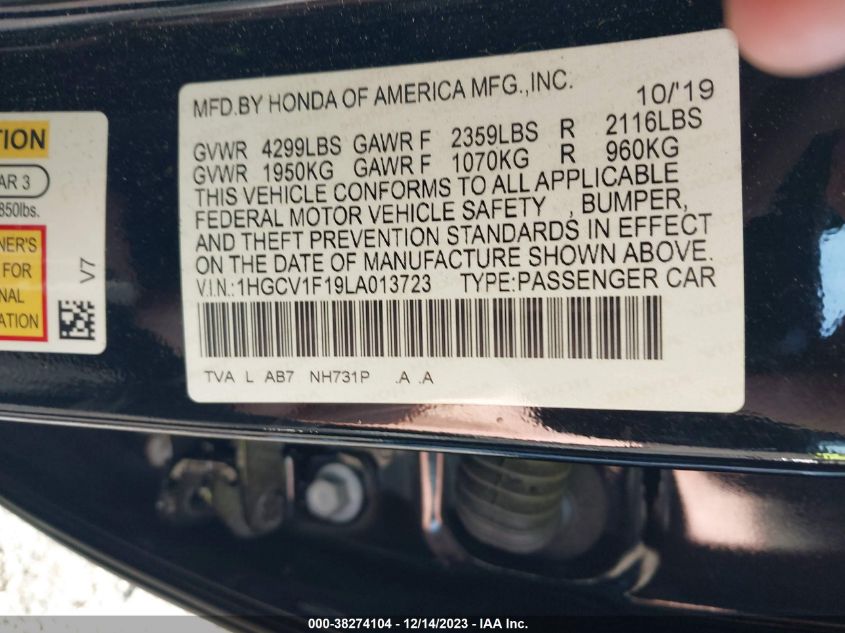 MFD.BY HONDA OF AMERICA MFG.,INC.
10/'19
GVWR 4299LBS GAWR F 2359LBS R 2116LBS
GVWR 1950KG GAWR F 1070KG R 960KG
THIS VEHICLE CONFORMS TO ALL APPLICABLE
FEDERAL MOTOR VEHICLE SAFETY , BUMPER,
AND THEFT PREVENTION STANDARDS IN EFFECT
ON THE DATE OF MANUFACTURE SHOWN ABOVE.
V.I.N.:1HGCV1F19LA013723 TYPE:PASSENGER CAR
TVA L AB7 NH731P .A .A
TION
AR 3
850lbs.
NER'S
FOR
NAL
ATION
V7
000-38274104 - 12/14/2023 - IAA Inc.